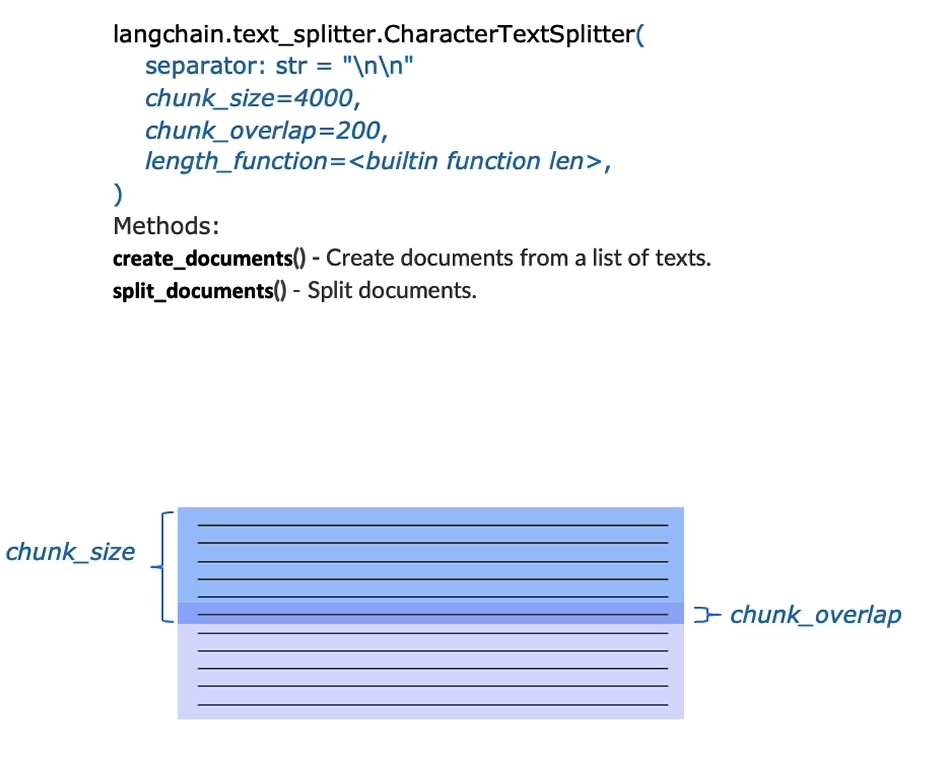 langchain.text_splitter.CharacterTextSplitter(
separator: str = "\n\n"
chunk_size=4000,
chunk_overlap=200,
length_function=<builtin function len>,
)
Methods:
create_documents() - Create documents from a list of texts.
split_documents() - Split documents.
chunk_size
chunk_overlap